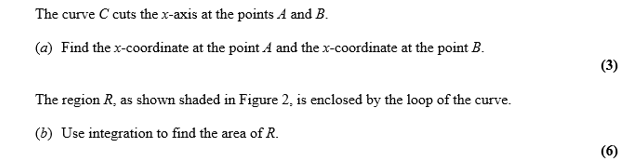 The curve C cuts the x-axis at the points A and B.
(a) Find the x-coordinate at the point A and the x-coordinate at the point B.
(3)
The region R, as shown shaded in Figure 2, is enclosed by the loop of the curve.
(b) Use integration to find the area of R.
(6)